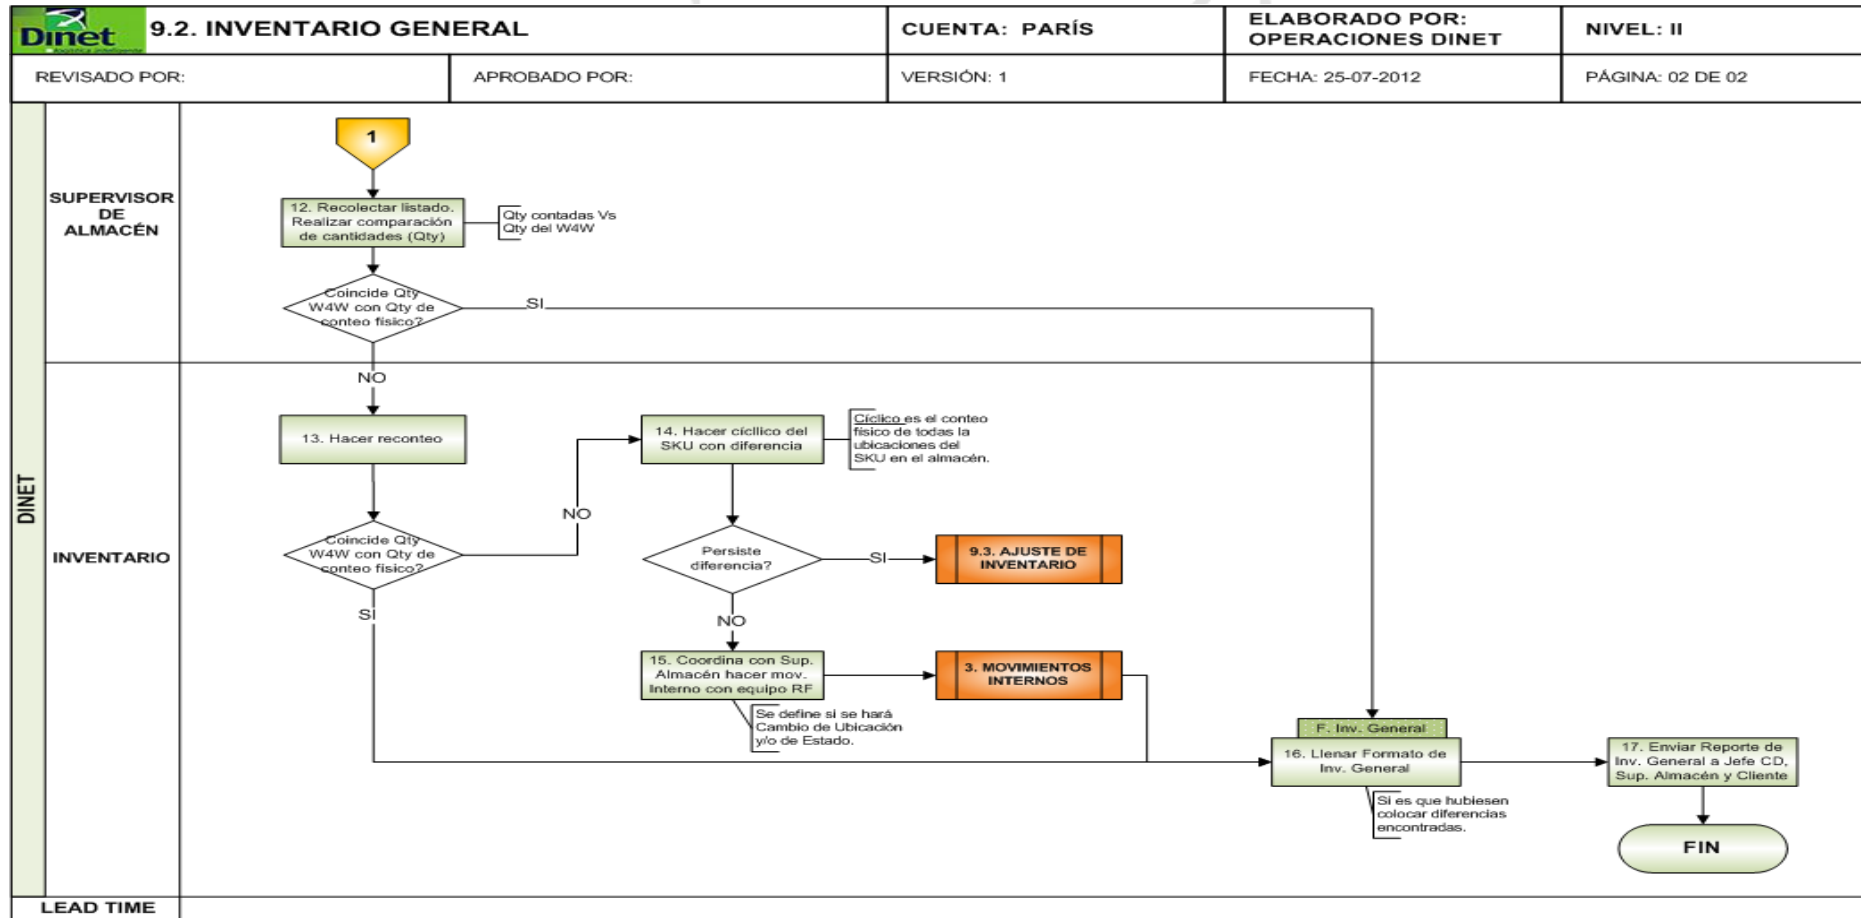 Dinet
9.2. INVENTARIO GENERAL
CUENTA: PARÍS
ELABORADO POR:
OPERACIONES DINET
NIVEL: II
REVISADO POR:
APROBADO POR:
VERSIÓN: 1
FECHA: 25-07-2012
PÁGINA: 02 DE 02
DINET
SUPERVISOR
DE
ALMACÉN
1
12. Recolectar listado.
Realizar comparación
de cantidades (Qty)
Qty contadas Vs
Qty del W4W
Coincide Qty
W4W con Qty de
conteo físico?
SI
NO
INVENTARIO
13. Hacer reconteo
14. Hacer cícllico del
SKU con diferencia
Cíclico es el conteo
físico de todas la
ubicaciones del
SKU en el almacén.
NO
Coincide Qty
W4W con Qty de
conteo físico?
SI
Persiste
diferencia?
SI
9.3. AJUSTE DE
INVENTARIO
NO
15. Coordina con Sup.
Almacén hacer mov.
Interno con equipo RF
3. MOVIMIENTOS
INTERNOS
Se define si se hará
Cambio de Ubicación
y/o de Estado.
F. Inv. General
16. Llenar Formato de
Inv. General
Si es que hubiesen
colocar diferencias
encontradas.
17. Enviar Reporte de
Inv. General a Jefe CD,
Sup. Almacén y Cliente
FIN
LEAD TIME